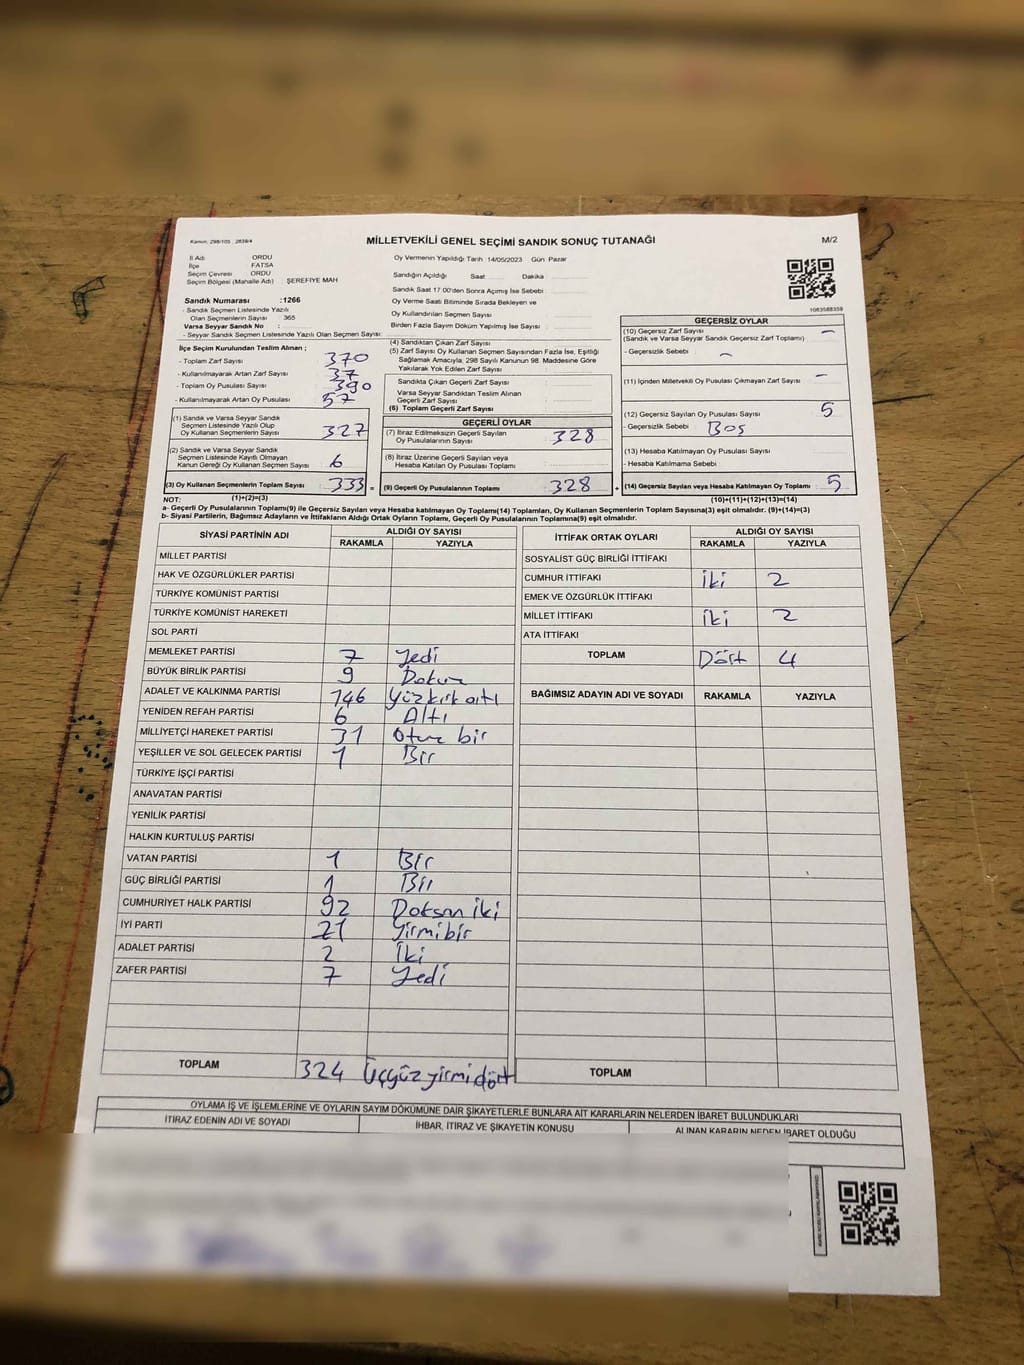 Kanun: 298/105 , 2839/4
MİLLETVEKİLİ GENEL SEÇİMİ SANDIK SONUÇ TUTANAĞI
M/2
İl Adı ORDU
İlçe FATSA
Seçim Çevresi : ORDU
Seçim Bölgesi (Mahalle Adı) : ŞEREFİYE MAH
Sandık Numarası :1266
- Sandık Seçmen Listesinde Yazılı
Olan Seçmenlerin Sayısı : 365
Varsa Seyyar Sandık No :
- Seyyar Sandık Seçmen Listesinde Yazılı Olan Seçmen Sayısı:
İlçe Seçim Kurulundan Teslim Alınan ;
- Toplam Zarf Sayısı 370
- Kullanılmayarak Artan Zarf Sayısı 37
- Toplam Oy Pusulası Sayısı 390
- Kullanılmayarak Artan Oy Pusulası 57
(1) Sandık ve Varsa Seyyar Sandık
Seçmen Listesinde Yazılı Olup
Oy Kullanan Seçmenlerin Sayısı 327
(2) Sandık ve Varsa Seyyar Sandık
Seçmen Listesinde Kayıtlı Olmayan
Kanun Gereği Oy Kullanan Seçmen Sayısı 6
(3) Oy Kullanan Seçmenlerin Toplam Sayısı 333 =
Oy Vermenin Yapıldığı Tarih :14/05/2023 Gün :Pazar
Sandığın Açıldığı Saat Dakika :
Sandık Saat 17.00'den Sonra Açımış İse Sebebi :
Oy Verme Saati Bitiminde Sırada Bekleyen ve
Oy Kullandırılan Seçmen Sayısı :
Birden Fazla Sayım Döküm Yapılmış İse Sayısı :
(4) Sandıktan Çıkan Zarf Sayısı
(5) Zarf Sayısı Oy Kullanan Seçmen Sayısından Fazla İse, Eşitliği
Sağlamak Amacıyla, 298 Sayılı Kanunun 98. Maddesine Göre
Yakılarak Yok Edilen Zarf Sayısı :
Sandıkta Çıkan Geçerli Zarf Sayısı
Varsa Seyyar Sandıktan Teslim Alınan
Geçerli Zarf Sayısı
(6) Toplam Geçerli Zarf Sayısı
GEÇERLİ OYLAR
(7) İtiraz Edilmeksizin Geçerli Sayılan
Oy Pusulalarının Sayısı 328
(8) İtiraz Üzerine Geçerli Sayılan veya
Hesaba Katılan Oy Pusulası Toplamı
(9) Geçerli Oy Pusulalarının Toplamı 328 +
1083588359
GEÇERSİZ OYLAR
(10) Geçersiz Zarf Sayısı –
(Sandık ve Varsa Seyyar Sandık Geçersiz Zarf Toplamı)
- Geçersizlik Sebebi : –
(11) İçinden Milletvekili Oy Pusulası Çıkmayan Zarf Sayısı –
(12) Geçersiz Sayılan Oy Pusulası Sayısı 5
- Geçersizlik Sebebi Boş
(13) Hesaba Katılmayan Oy Pusulası Sayısı
- Hesaba Katılmama Sebebi
(14) Geçersiz Sayılan veya Hesaba Katılmayan Oy Toplamı 5
NOT: (1)+(2)=(3) (10)+(11)+(12)+(13)=(14)
a- Geçerli Oy Pusulalarının Toplamı(9) ile Geçersiz Sayılan veya Hesaba katılmayan Oy Toplamı(14) Toplamları, Oy Kullanan Seçmenlerin Toplam Sayısına(3) eşit olmalıdır. (9)+(14)=(3)
b- Siyasi Partilerin, Bağımsız Adayların ve İttifakların Aldığı Ortak Oyların Toplamı, Geçerli Oy Pusulalarının Toplamına(9) eşit olmalıdır.
SİYASİ PARTİNİN ADI ALDIĞI OY SAYISI
RAKAMLA YAZIYLA
MİLLET PARTİSİ
HAK VE ÖZGÜRLÜKLER PARTİSİ
TÜRKİYE KOMÜNİST PARTİSİ
TÜRKİYE KOMÜNİST HAREKETİ
SOL PARTİ
MEMLEKET PARTİSİ 7 Yedi
BÜYÜK BİRLİK PARTİSİ 9 Dokuz
ADALET VE KALKINMA PARTİSİ 146 Yüzkırkaltı
YENİDEN REFAH PARTİSİ 6 Altı
MİLLİYETÇİ HAREKET PARTİSİ 31 Otuz bir
YEŞİLLER VE SOL GELECEK PARTİSİ 1 Bir
TÜRKİYE İŞÇİ PARTİSİ
ANAVATAN PARTİSİ
YENİLİK PARTİSİ
HALKIN KURTULUŞ PARTİSİ
VATAN PARTİSİ 1 Bir
GÜÇ BİRLİĞİ PARTİSİ 1 Bir
CUMHURİYET HALK PARTİSİ 92 Doksan iki
İYİ PARTİ 21 Yirmibir
ADALET PARTİSİ 2 İki
ZAFER PARTİSİ 7 Yedi
TOPLAM 324 Üçyüzyirmidört
İTTİFAK ORTAK OYLARI ALDIĞI OY SAYISI
RAKAMLA YAZIYLA
SOSYALİST GÜÇ BİRLİĞİ İTTİFAKI
CUMHUR İTTİFAKI İki 2
EMEK VE ÖZGÜRLÜK İTTİFAKI
MİLLET İTTİFAKI İki 2
ATA İTTİFAKI
TOPLAM Dört 4
BAĞIMSIZ ADAYIN ADI VE SOYADI RAKAMLA YAZIYLA
TOPLAM
OYLAMA İŞ VE İŞLEMLERİNE VE OYLARIN SAYIM DÖKÜMÜNE DAİR ŞİKAYETLERLE BUNLARA AİT KARARLARIN NELERDEN İBARET BULUNDUKLARI
İTİRAZ EDENİN ADI VE SOYADI İHBAR, İTİRAZ VE ŞİKAYETİN KONUSU ALINAN KARARIN NEDEN İBARET OLDUĞU